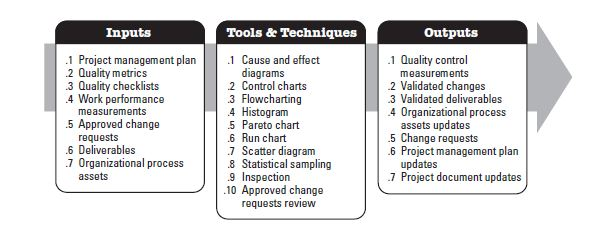 Inputs
.1 Project management plan
.2 Quality metrics
.3 Quality checklists
.4 Work performance
measurements
.5 Approved change
requests
.6 Deliverables
.7 Organizational process
assets
Tools & Techniques
.1 Cause and effect
diagrams
.2 Control charts
.3 Flowcharting
.4 Histogram
.5 Pareto chart
.6 Run chart
.7 Scatter diagram
.8 Statistical sampling
.9 Inspection
.10 Approved change
requests review
Outputs
.1 Quality control
measurements
.2 Validated changes
.3 Validated deliverables
.4 Organizational process
assets updates
.5 Change requests
.6 Project management plan
updates
.7 Project document updates